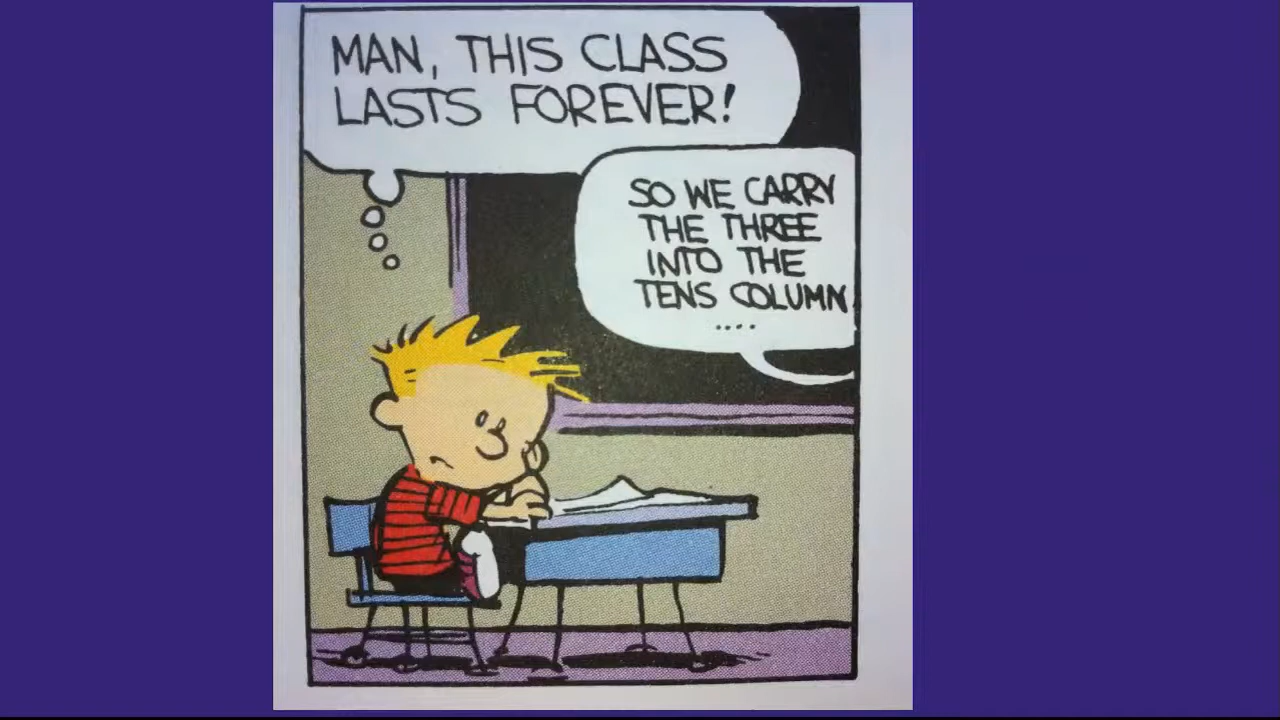 MAN, THIS CLASS
LASTS FOREVER!
SO WE CARRY
THE THREE
INTO THE
TENS COLUMN
....